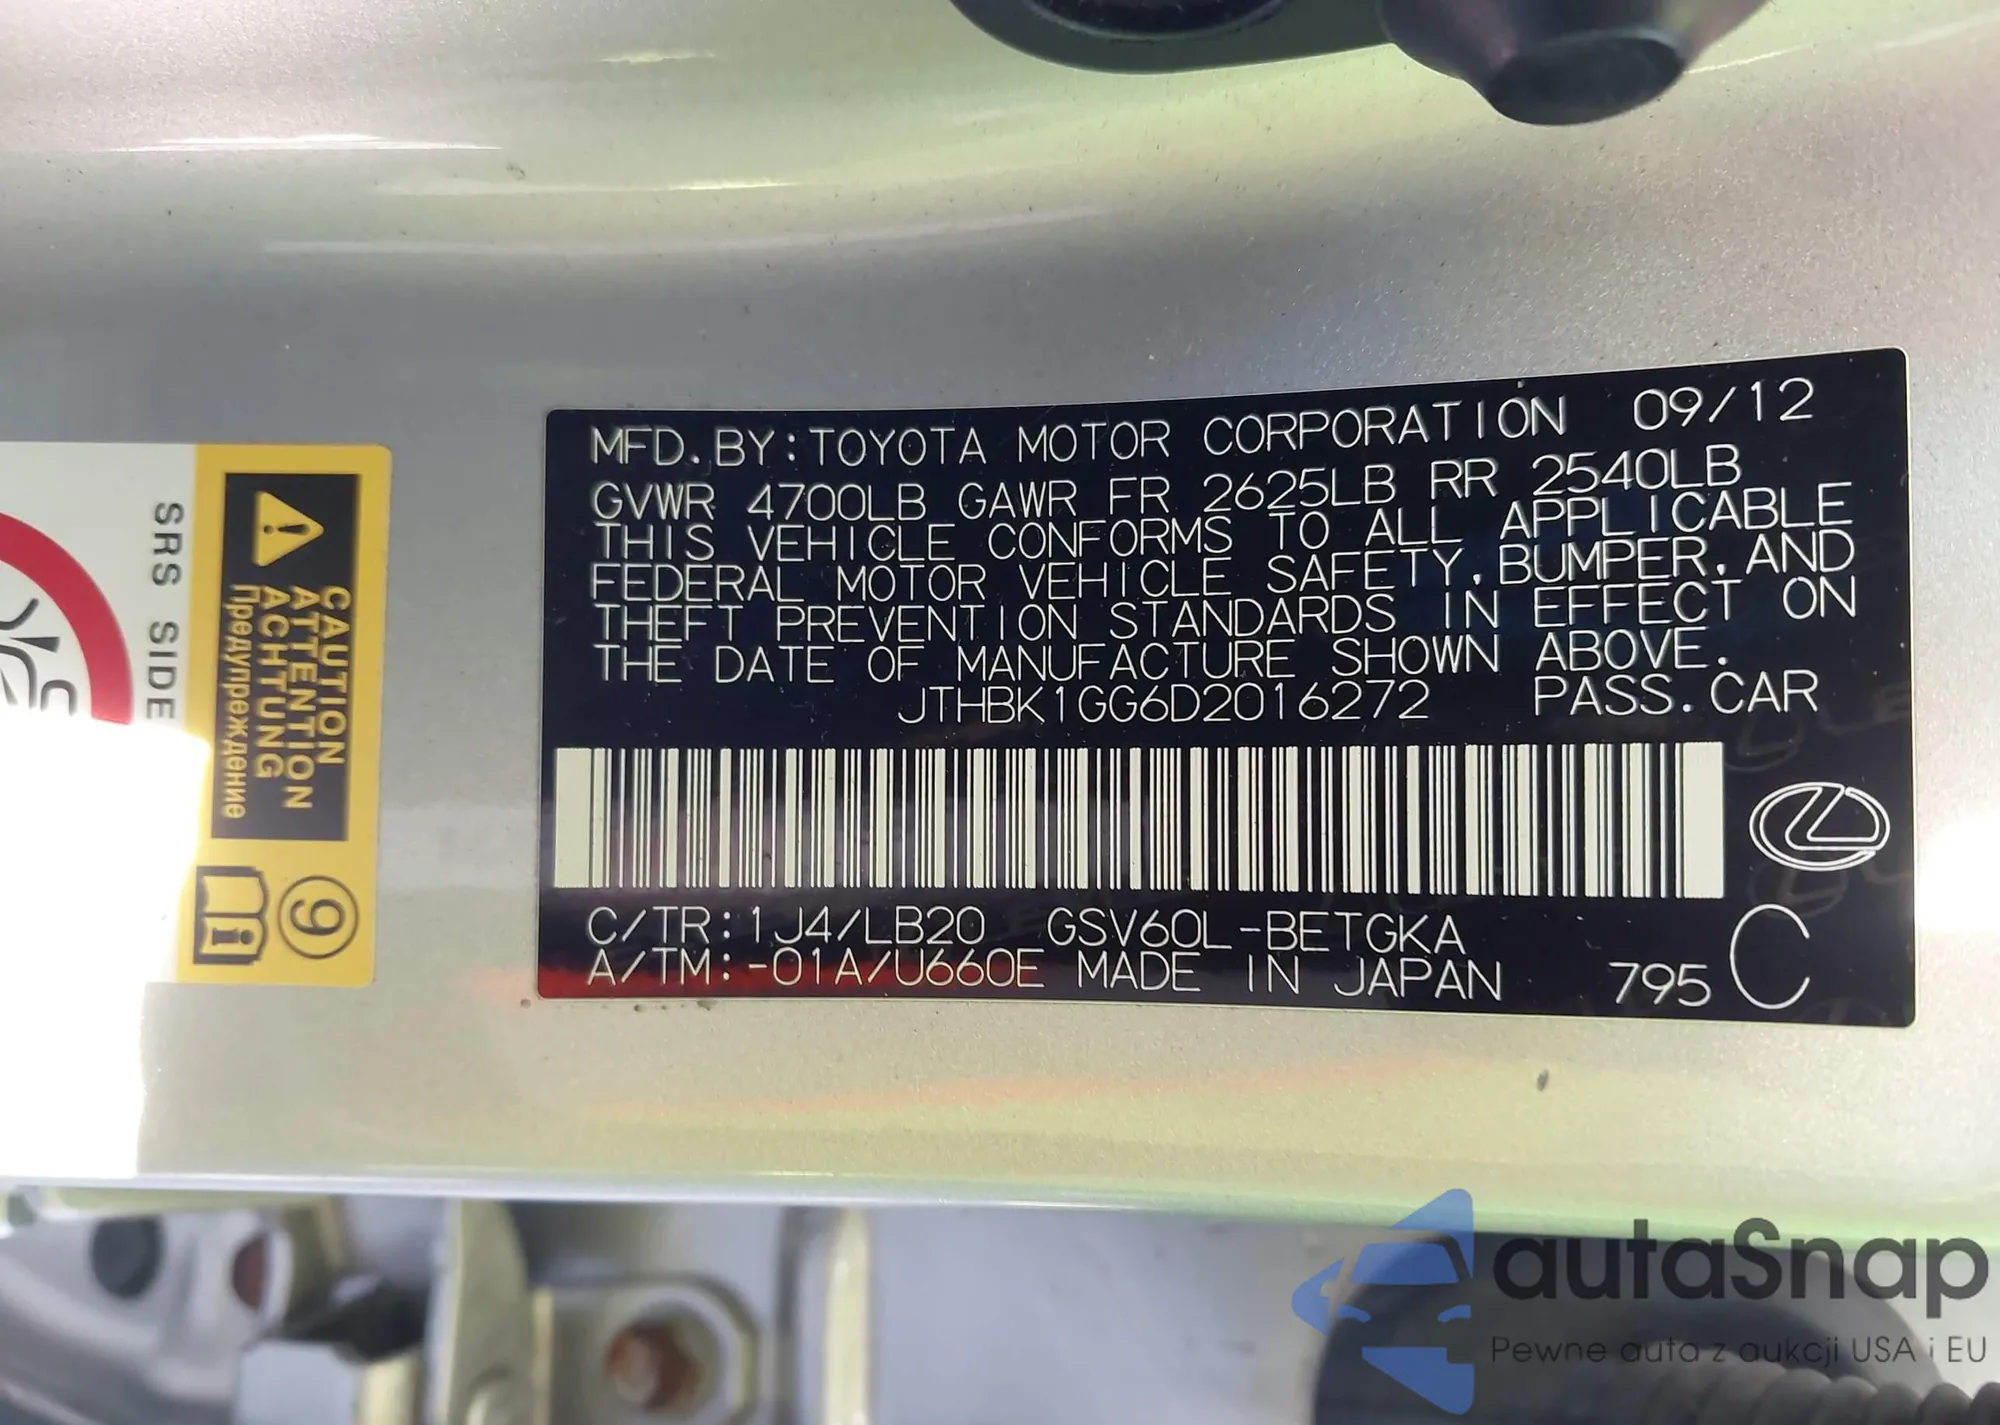 MFD. BY: TOYOTA MOTOR CORPORATION 09/12
GVWR 4700LB GAWR FR 2625LB RR 2540LB
THIS VEHICLE CONFORMS TO ALL APPLICABLE
FEDERAL MOTOR VEHICLE SAFETY, BUMPER, AND
THEFT PREVENTION STANDARDS IN EFFECT ON
THE DATE OF MANUFACTURE SHOWN ABOVE.
JTHBK1GG6D2016272 PASS. CAR
C/TR: 1J4/LB20 GSV60L-BETGKA
A/TM: -01A/U660E MADE IN JAPAN 795 C
CAUTION
ATTENTION
ACHTUNG
Предупреждение
9
i
SRS SIDE
autaSnap
Pewne auta z aukcji USA i EU